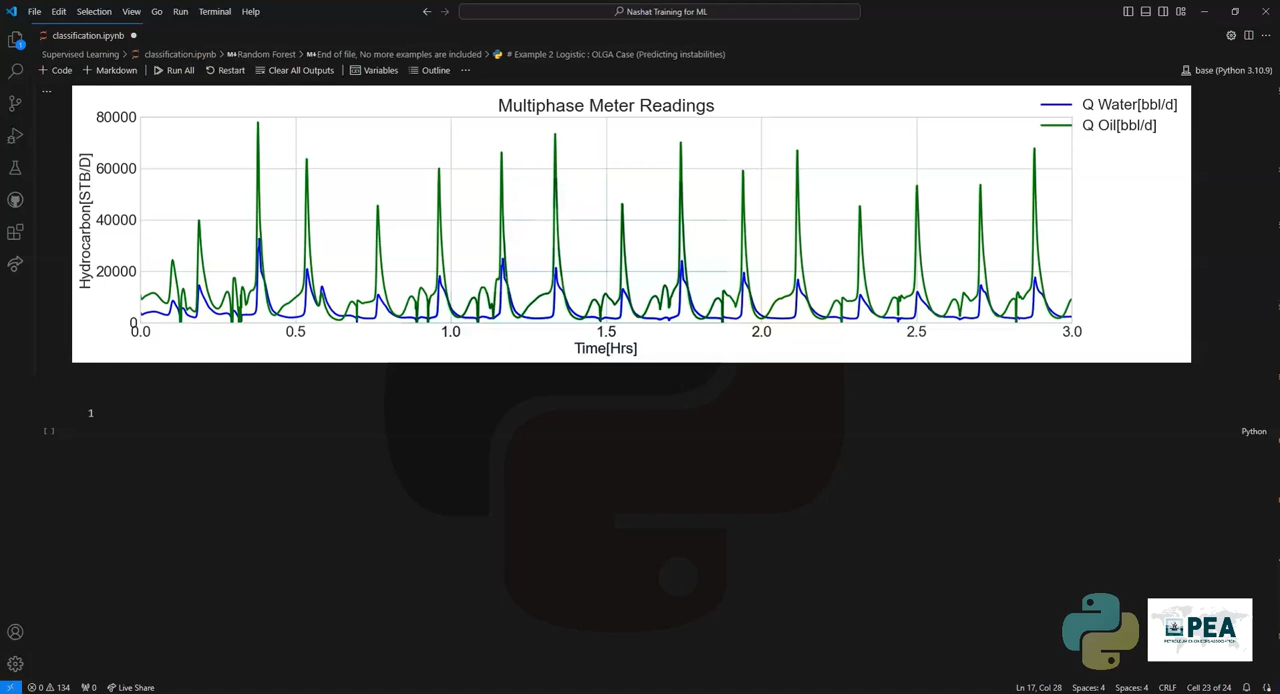 File Edit Selection View Go Run Terminal Help
Nashat Training for ML
classification.ipynb
Supervised Learning > classification.ipynb > M↓Random Forest > M↓End of file, No more examples are included > # Example 2 Logistic : OLGA Case (Predicting instabilities)
+ Code + Markdown Run All Restart Clear All Outputs Variables Outline ...
base (Python 3.10.9)
1
...
Multiphase Meter Readings
Q Water[bbl/d]
Q Oil[bbl/d]
Hydrocarbon[STB/D]
80000
60000
40000
20000
0
0.0 0.5 1.0 1.5 2.0 2.5 3.0
Time[Hrs]
1
[ ]
Python
PEA
0 134 0 Live Share
Ln 17, Col 28 Spaces: 4 Spaces: 4 CRLF Cell 23 of 24